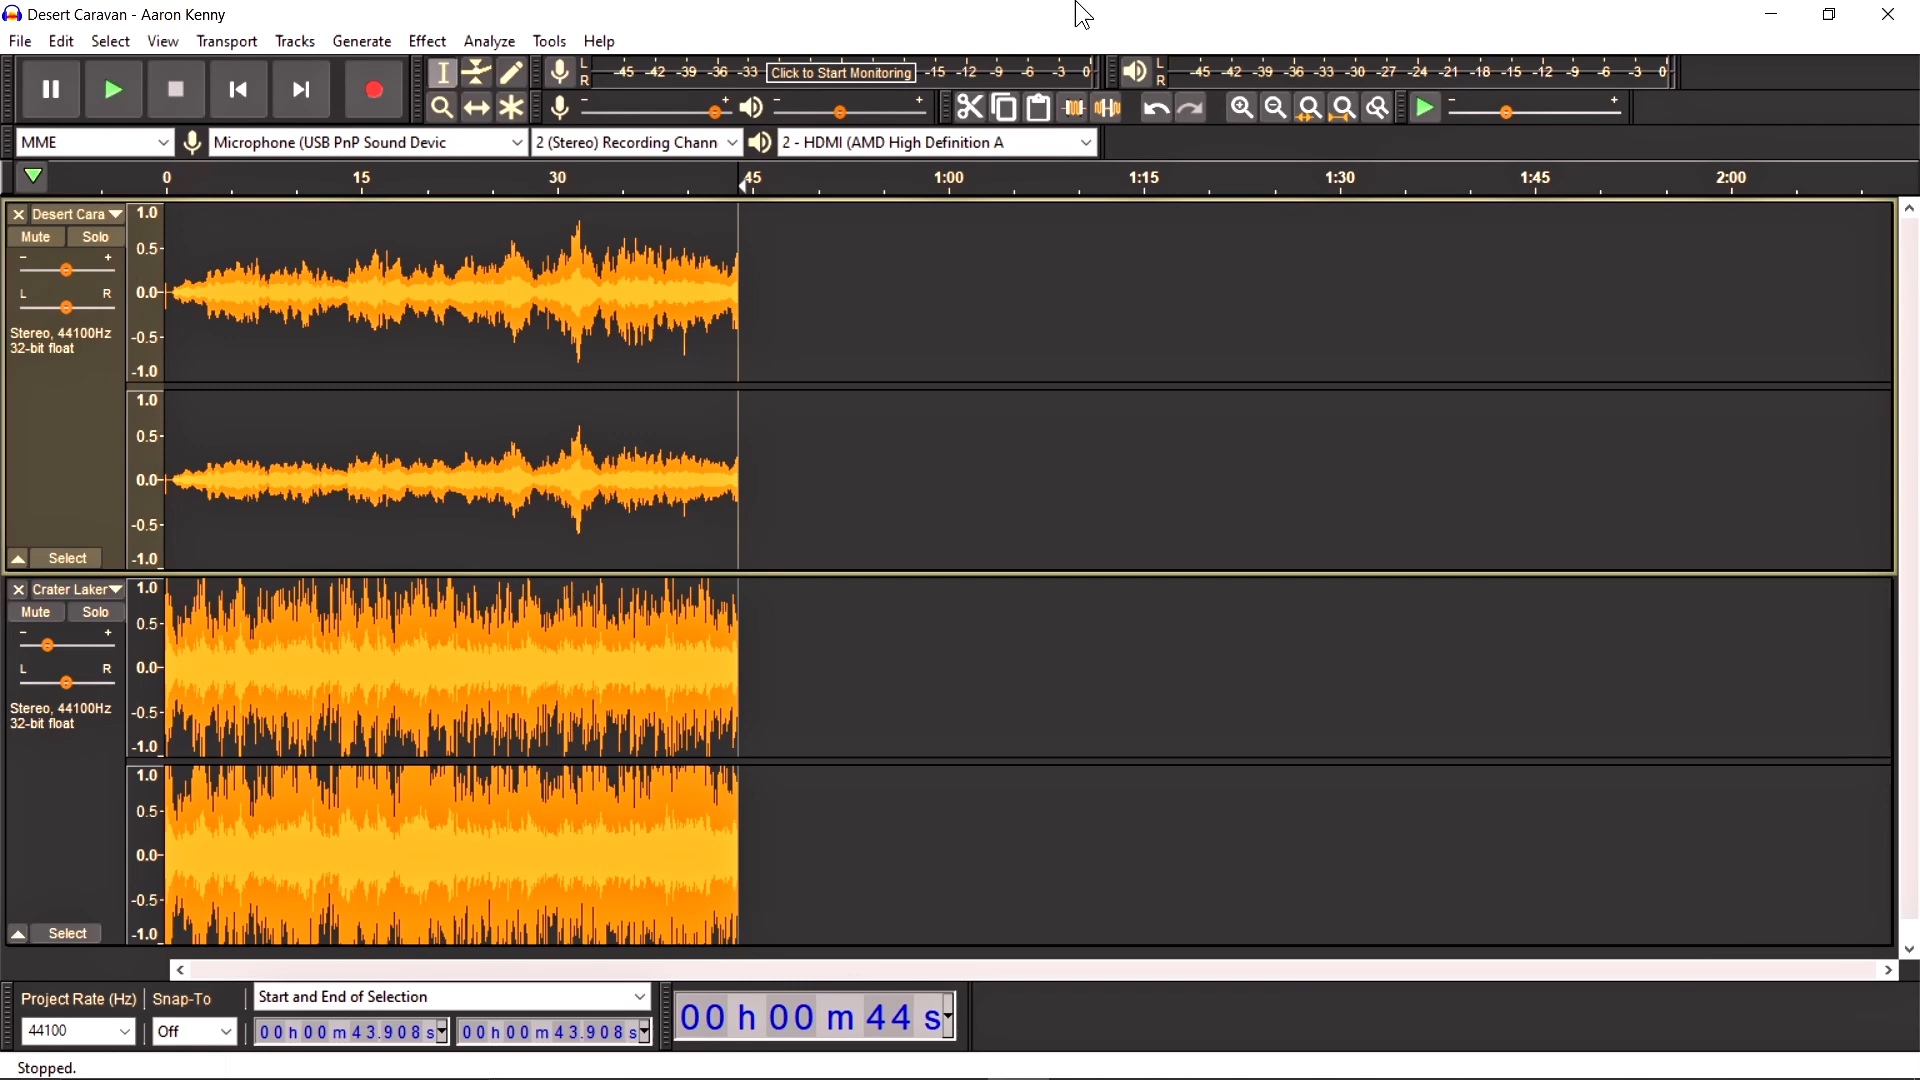 Desert Caravan - Aaron Kenny
File Edit Select View Transport Tracks Generate Effect Analyze Tools Help
L R -45 -42 -39 -36 -33 Click to Start Monitoring -15 -12 -9 -6 -3 0
L R -45 -42 -39 -36 -33 -30 -27 -24 -21 -18 -15 -12 -9 -6 -3 0
- + - + - +
MME Microphone (USB PnP Sound Devic 2 (Stereo) Recording Chann 2 - HDMI (AMD High Definition A
0 15 30 45 1:00 1:15 1:30 1:45 2:00
Desert Cara
Mute Solo
- +
L R
Stereo, 44100Hz
32-bit float
Select
1.0
0.5
0.0
-0.5
-1.0
1.0
0.5
0.0
-0.5
-1.0
Crater Laker
Mute Solo
- +
L R
Stereo, 44100Hz
32-bit float
Select
1.0
0.5
0.0
-0.5
-1.0
1.0
0.5
0.0
-0.5
-1.0
Project Rate (Hz) Snap-To Start and End of Selection
44100 Off 00 h 00 m 43.908 s 00 h 00 m 43.908 s
00 h 00 m 44 s
Stopped.